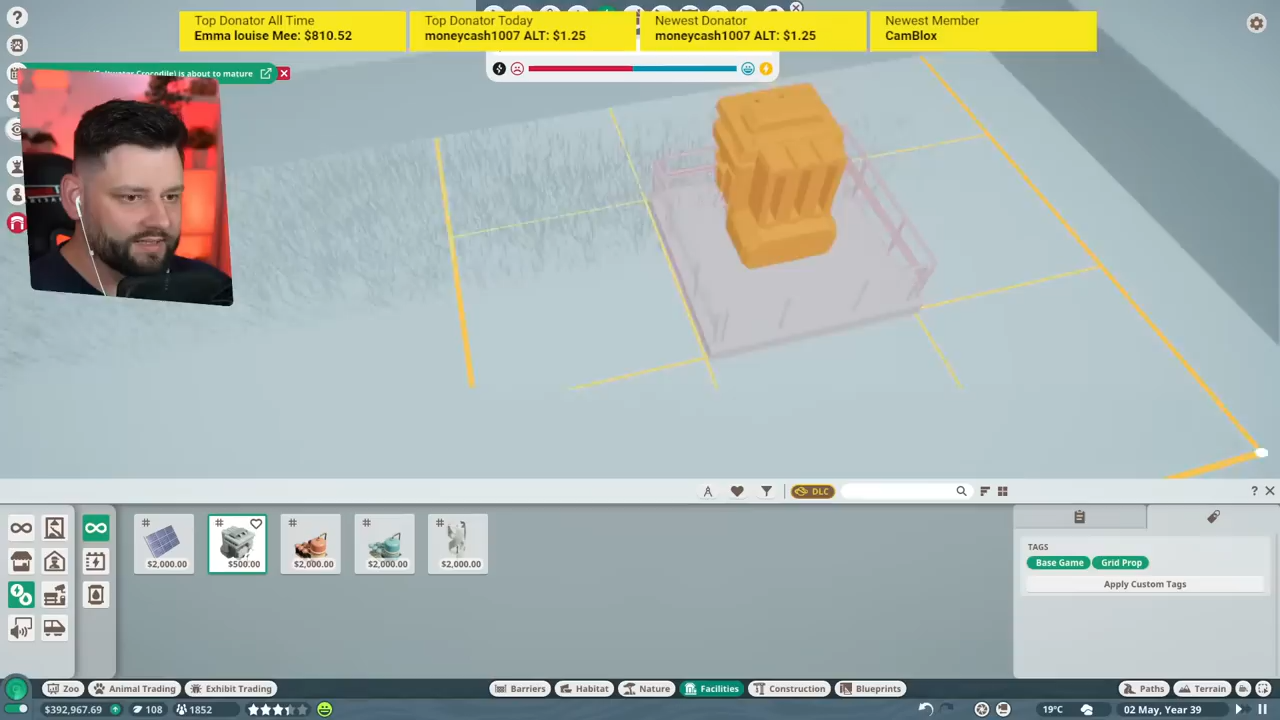 Top Donator All Time
Emma louise Mee: $810.52
Top Donator Today
moneycash1007 ALT: $1.25
Newest Donator
moneycash1007 ALT: $1.25
Newest Member
CamBlox
Crocodile) is about to mature
DLC
$2,000.00
$500.00
$2,000.00
$2,000.00
$2,000.00
TAGS
Base Game
Grid Prop
Apply Custom Tags
Zoo
Animal Trading
Exhibit Trading
Barriers
Habitat
Nature
Facilities
Construction
Blueprints
Paths
Terrain
$392,967.69
108
1852
19°C
02 May, Year 39